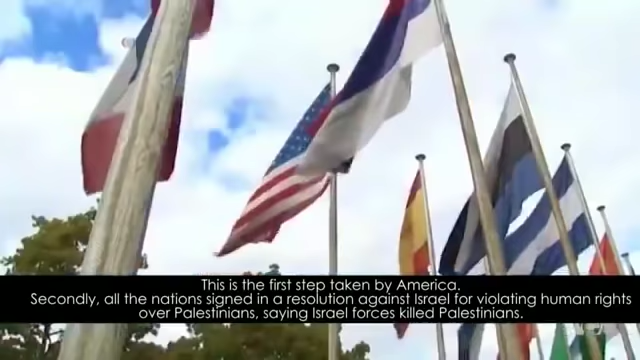 This is the first step taken by America.
Secondly, all the nations signed in a resolution against Israel for violating human rights
over Palestinians, saying Israel forces killed Palestinians.